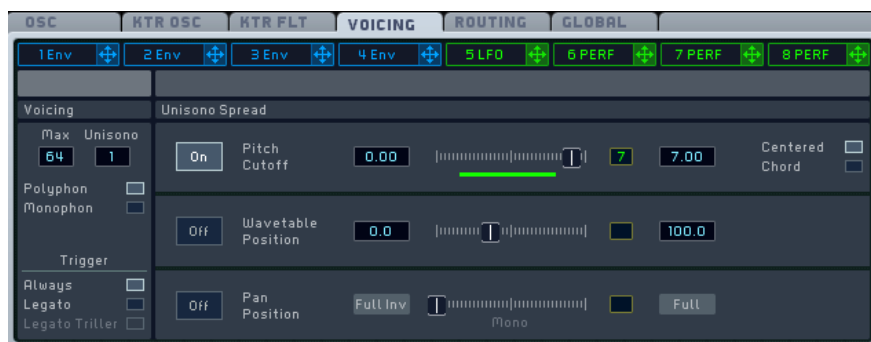 OSC KTR OSC KTR FLT VOICING ROUTING GLOBAL
1 Env 2 Env 3 Env 4 Env 5 LFO 6 PERF 7 PERF 8 PERF
Voicing Unisono Spread
Max Unisono
64 1
Polyphon
Monophon
Trigger
Always
Legato
Legato Triller
On Pitch Cutoff 0.00 7 7.00 Centered
Chord
Off Wavetable Position 0.0 100.0
Off Pan Position Full Inv Mono Full